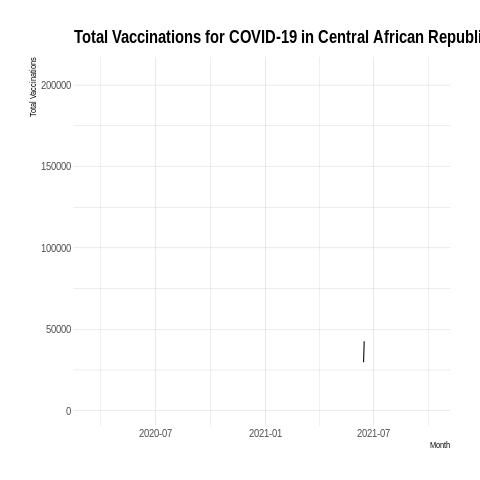 Total Vaccinations for COVID-19 in Central African Republi
Total Vaccinations
200000
150000
100000
50000
0
2020-07 2021-01 2021-07
Month